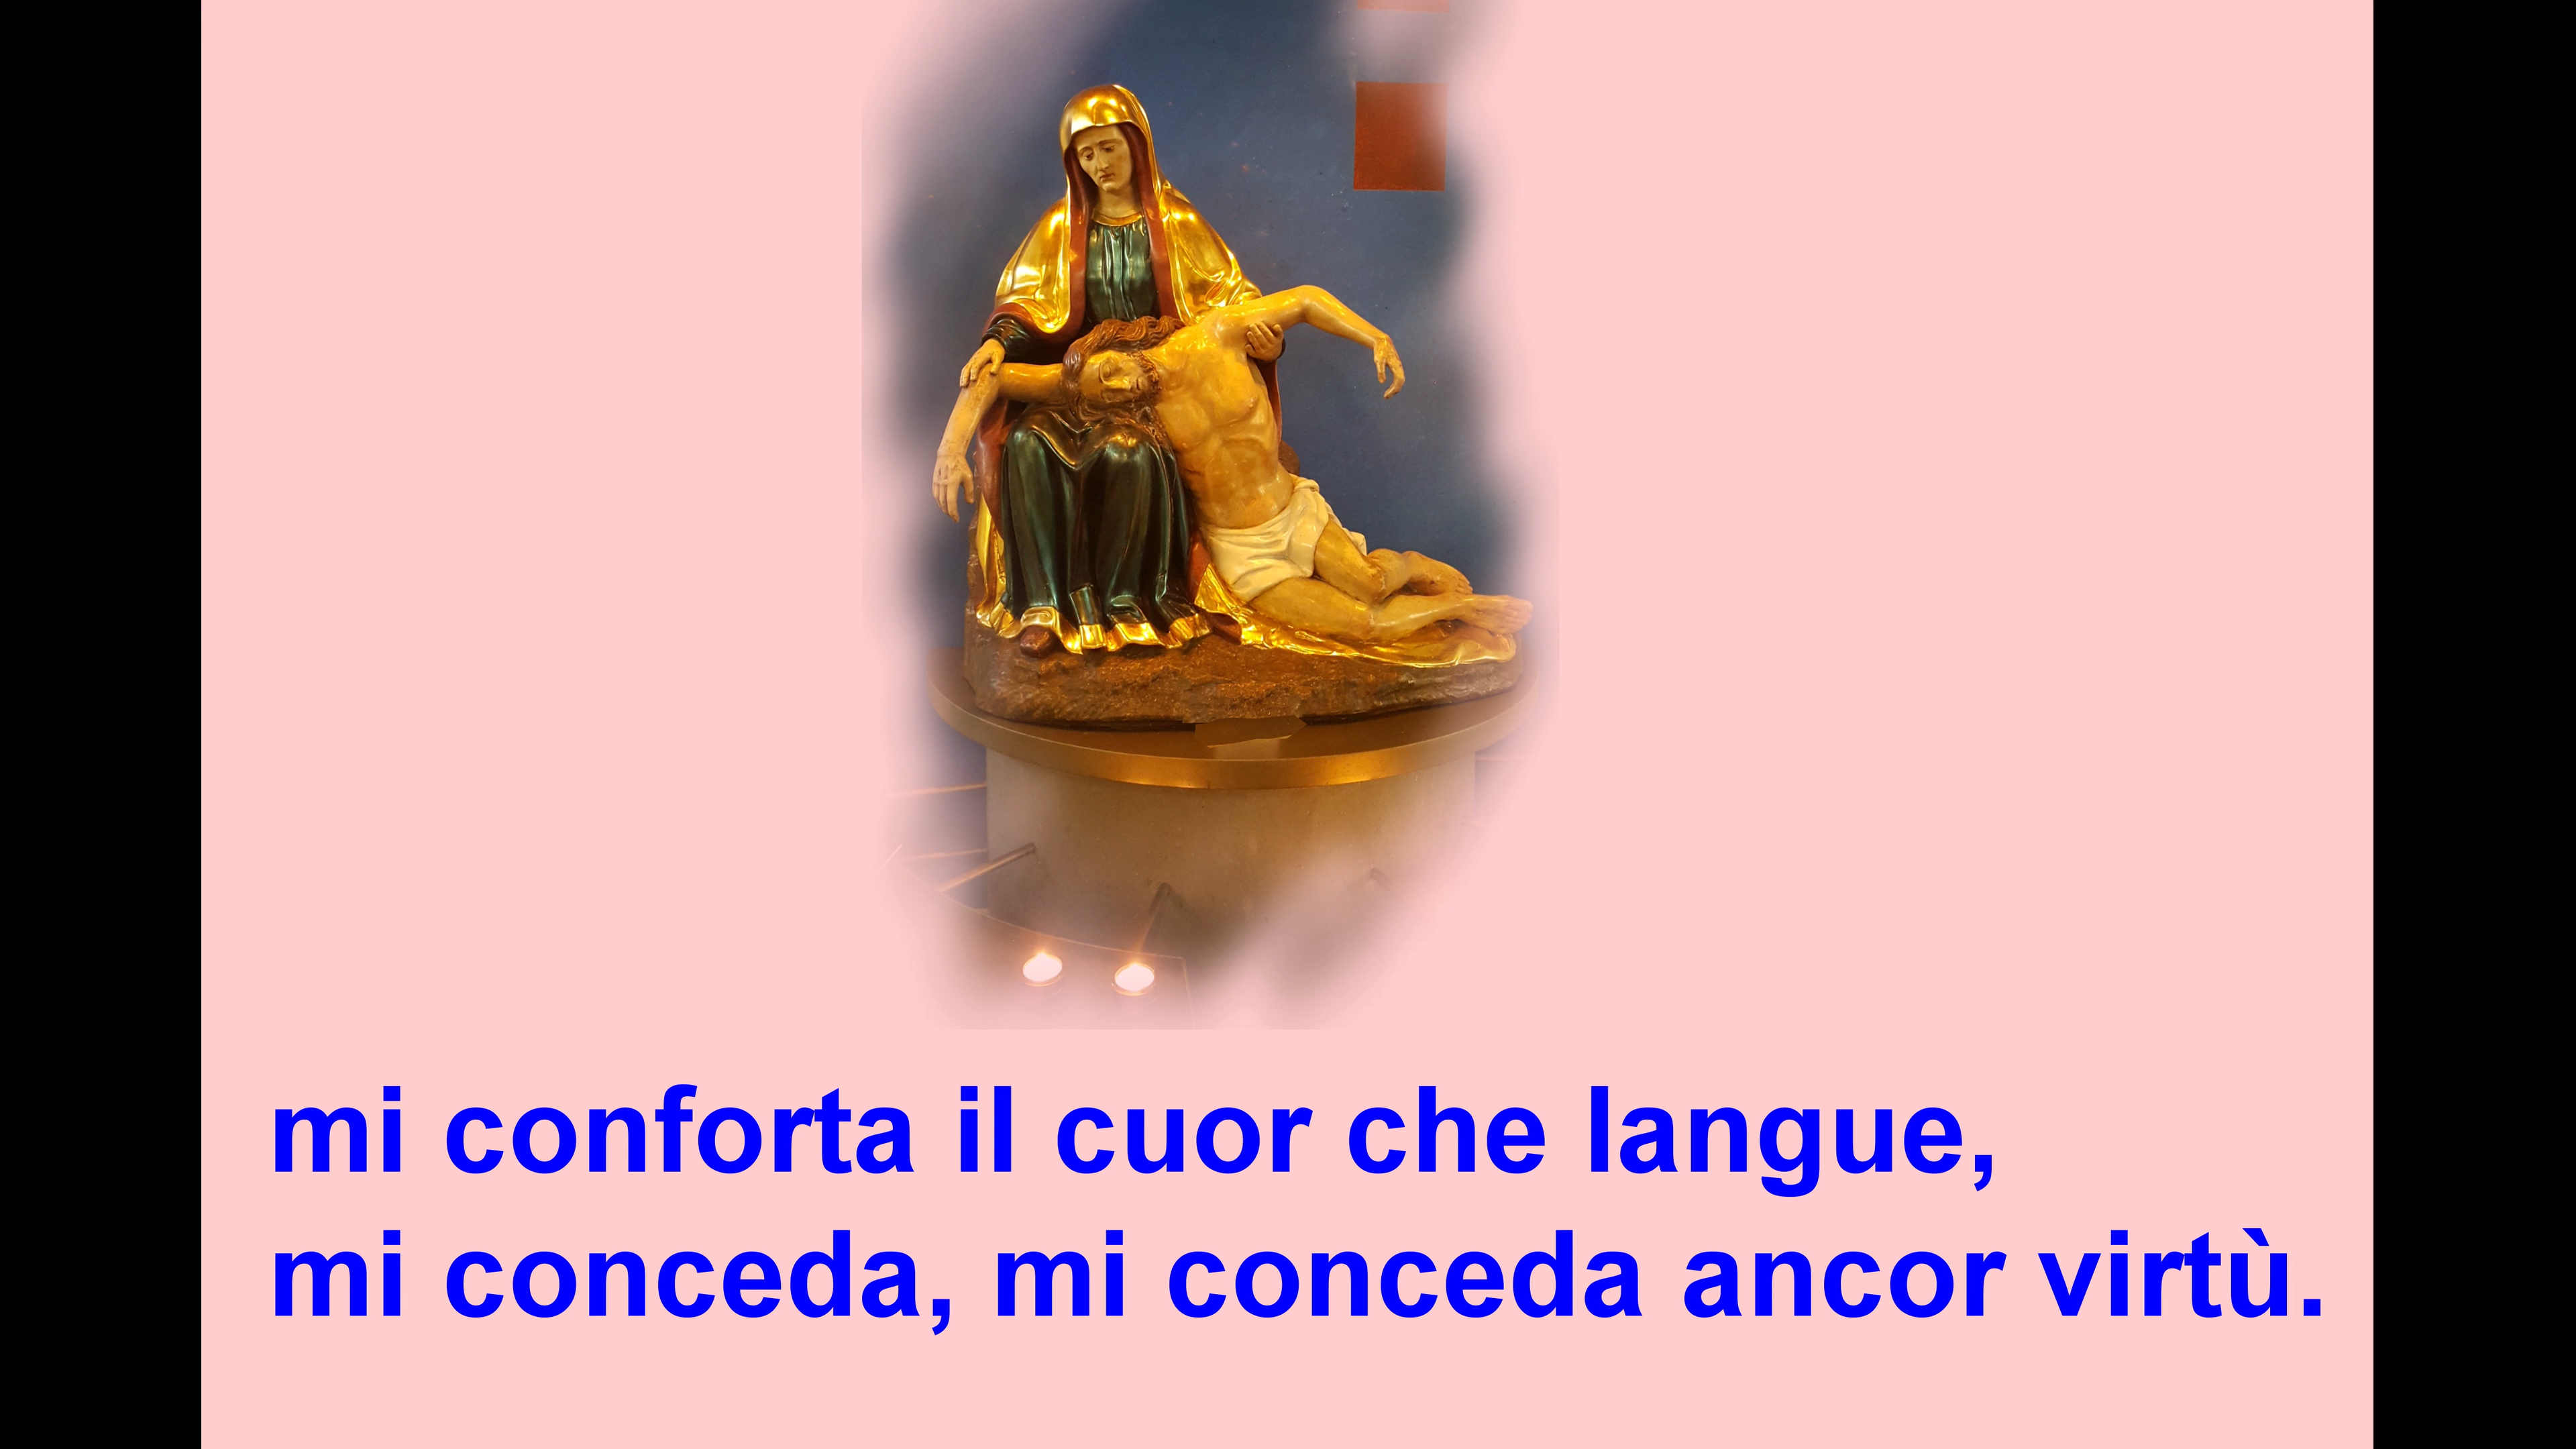 mi conforta il cuor che langue,
mi conceda, mi conceda ancor virtù.